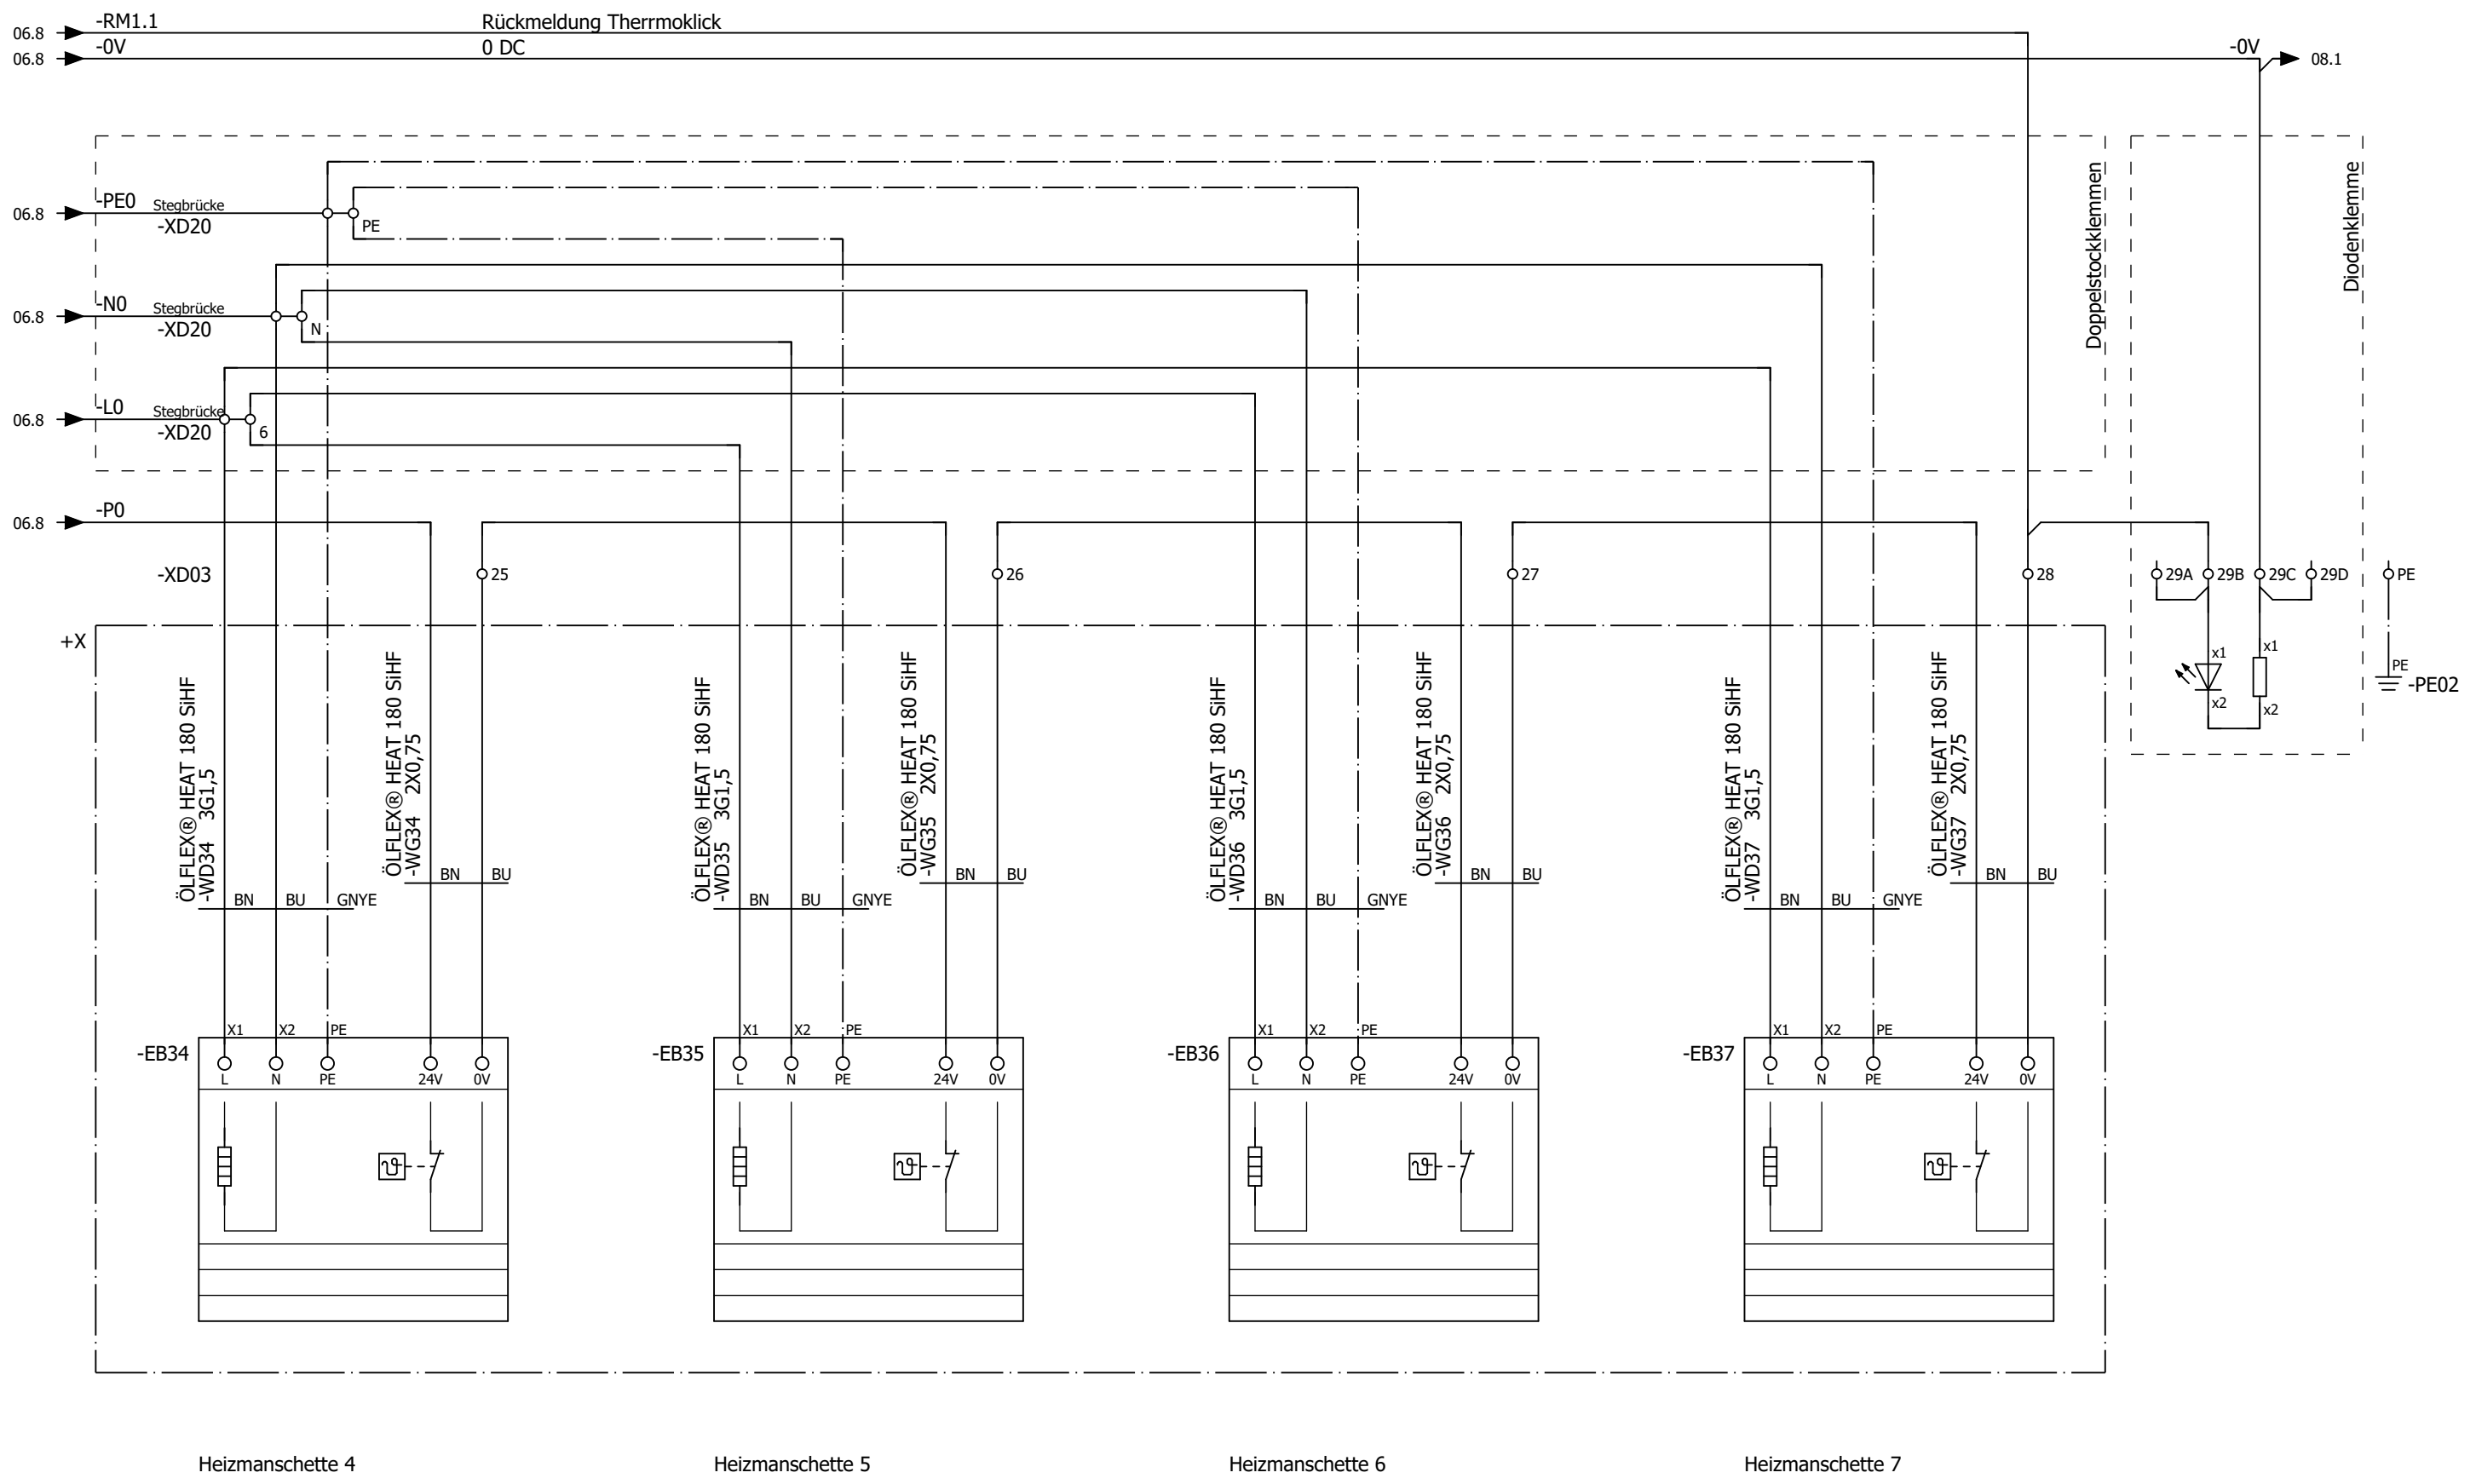 -RM1.1 Rückmeldung Therrmoklick
06.8
-0V 0 DC -0V
06.8 08.1
Doppelstockklemmen
Diodenklemme
-PE0 Stegbrücke
06.8 -XD20 PE
-N0 Stegbrücke
06.8 -XD20 N
-L0 Stegbrücke
06.8 -XD20 6
-P0
06.8
-XD03 25 26 27 28 29A 29B 29C 29D PE
+X
x1 x1 PE
-PE02
x2 x2
ÖLFLEX® HEAT 180 SiHF
-WD34 3G1,5
ÖLFLEX® HEAT 180 SiHF
-WG34 2X0,75
ÖLFLEX® HEAT 180 SiHF
-WD35 3G1,5
ÖLFLEX® HEAT 180 SiHF
-WG35 2X0,75
ÖLFLEX® HEAT 180 SiHF
-WD36 3G1,5
ÖLFLEX® HEAT 180 SiHF
-WG36 2X0,75
ÖLFLEX® HEAT 180 SiHF
-WD37 3G1,5
ÖLFLEX® HEAT 180 SiHF
-WG37 2X0,75
BN BU BN BU BN BU BN BU
BN BU GNYE BN BU GNYE BN BU GNYE BN BU GNYE
X1 X2 PE X1 X2 PE X1 X2 PE X1 X2 PE
-EB34 -EB35 -EB36 -EB37
L N PE 24V 0V L N PE 24V 0V L N PE 24V 0V L N PE 24V 0V
ϑ ϑ ϑ ϑ
Heizmanschette 4 Heizmanschette 5 Heizmanschette 6 Heizmanschette 7